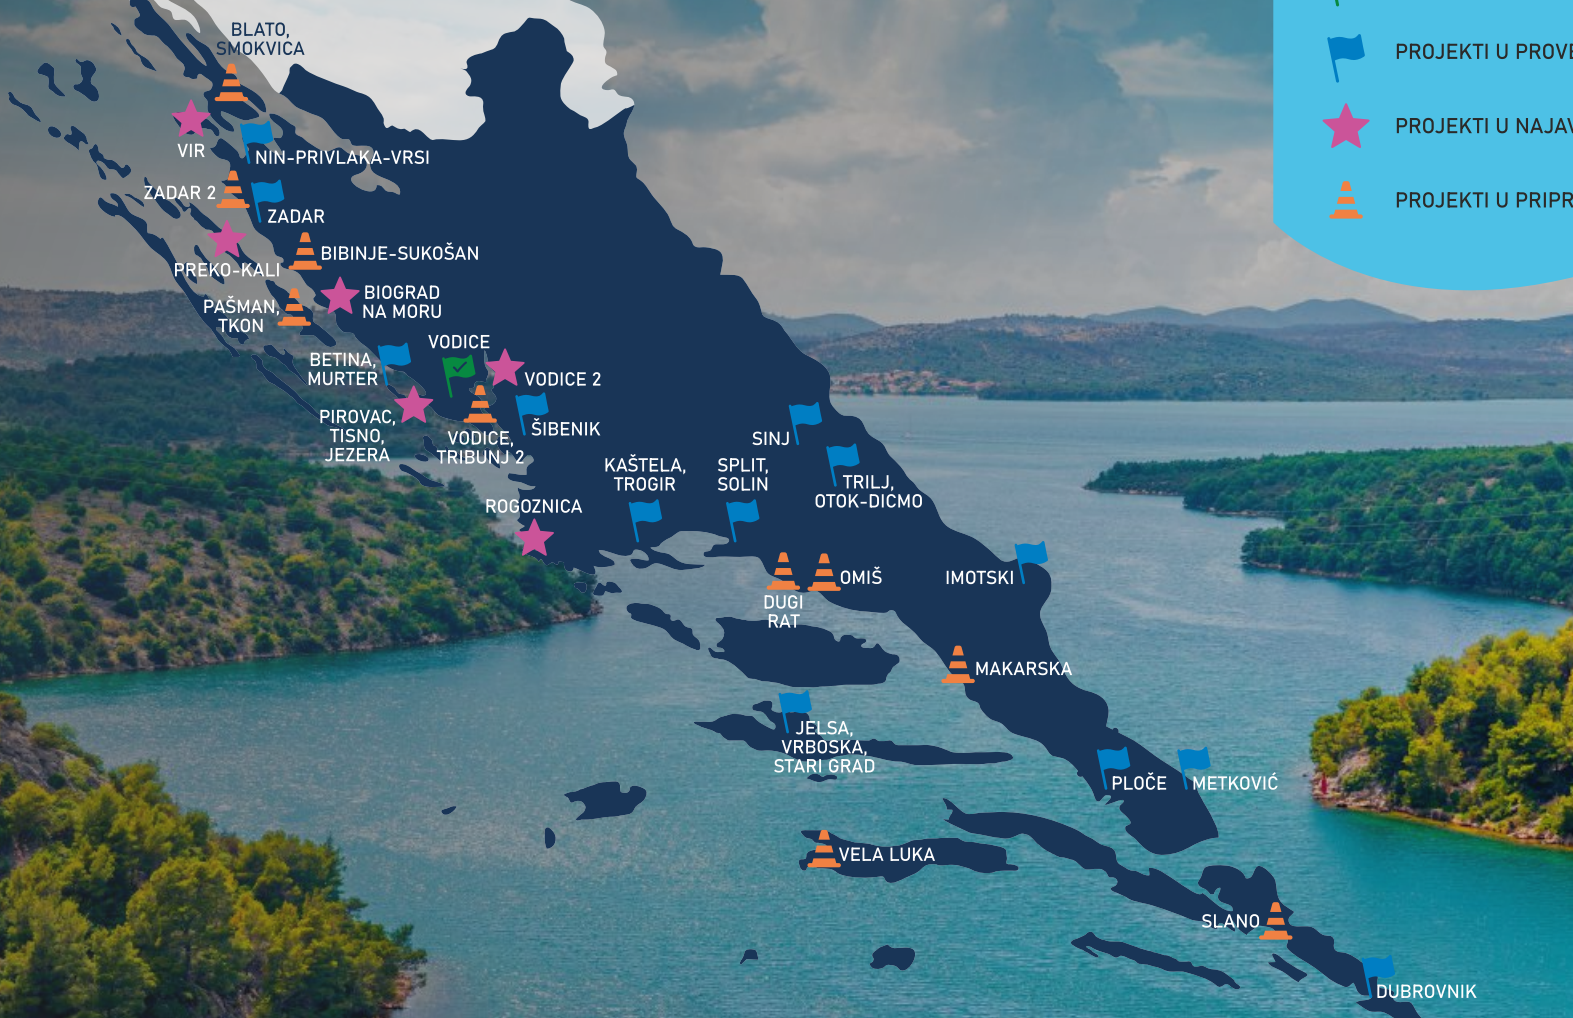 BLATO,
SMOKVICA
VIR
NIN-PRIVLAKA-VRSI
ZADAR 2
ZADAR
BIBINJE-SUKOŠAN
PREKO-KALI
PAŠMAN,
TKON
BIOGRAD
NA MORU
VODICE
BETINA,
MURTER
VODICE 2
PIROVAC,
TISNO,
JEZERA
VODICE,
TRIBUNJ 2
ŠIBENIK
ROGOZNICA
KAŠTELA,
TROGIR
SPLIT,
SOLIN
SINJ
TRILJ,
OTOK-DICMO
DUGI
RAT
OMIŠ
IMOTSKI
MAKARSKA
JELSA,
VRBOSKA,
STARI GRAD
PLOČE
METKOVIĆ
VELA LUKA
SLANO
DUBROVNIK
PROJEKTI U
PROJEKTI U
PROJEKTI U